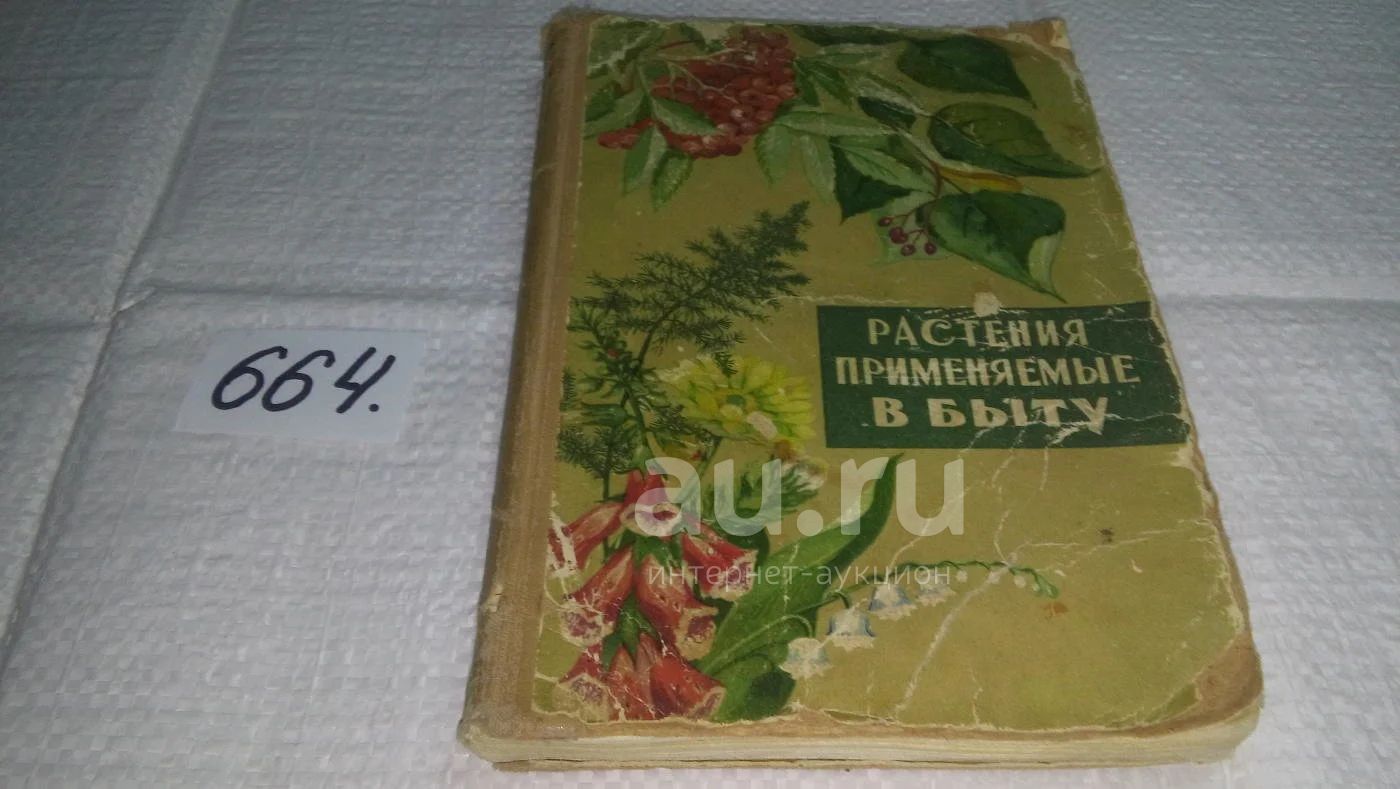 664.
РАСТЕНИЯ
ПРИМЕНЯЕМЫЕ
В БЫТУ
au.ru
интернет-аукцион